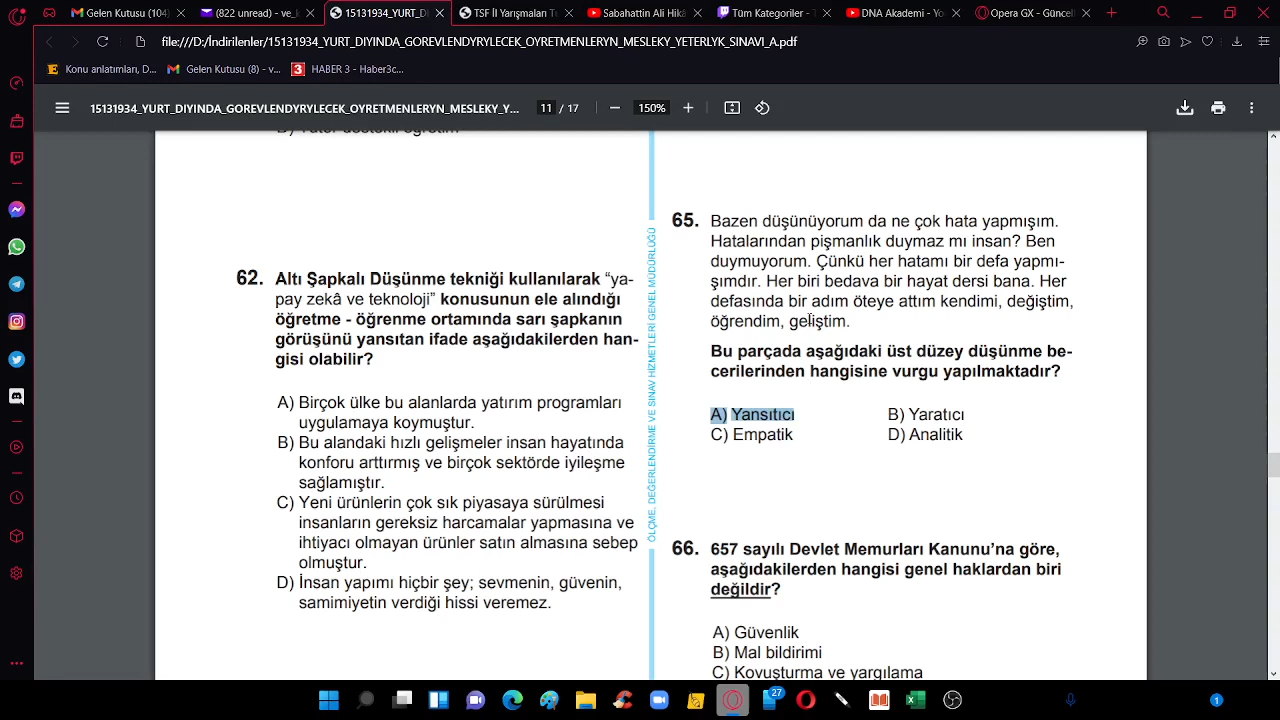 Gelen Kutusu (104)
(822 unread) - ve_l
15131934_YURT_DI
TSF İl Yarışmaları Tu
Sabahattin Ali Hikâ
Tüm Kategoriler - T
DNA Akademi - Yo
Opera GX - Güncell
file:///D:/İndirilenler/15131934_YURT_DIYINDA_GOREVLENDYRYLECEK_OYRETMENLERYN_MESLEKY_YETERLYK_SINAVI_A.pdf
Konu anlatımları, D...
Gelen Kutusu (8) - v...
HABER 3 - Haber3c...
15131934_YURT_DIYINDA_GOREVLENDYRYLECEK_OYRETMENLERYN_MESLEKY_Y...
11 / 17
150%
62. Altı Şapkalı Düşünme tekniği kullanılarak “ya-
pay zekâ ve teknoloji” konusunun ele alındığı
öğretme - öğrenme ortamında sarı şapkanın
görüşünü yansıtan ifade aşağıdakilerden han-
gisi olabilir?
A) Birçok ülke bu alanlarda yatırım programları
uygulamaya koymuştur.
B) Bu alandaki hızlı gelişmeler insan hayatında
konforu arttırmış ve birçok sektörde iyileşme
sağlamıştır.
C) Yeni ürünlerin çok sık piyasaya sürülmesi
insanların gereksiz harcamalar yapmasına ve
ihtiyacı olmayan ürünler satın almasına sebep
olmuştur.
D) İnsan yapımı hiçbir şey; sevmenin, güvenin,
samimiyetin verdiği hissi veremez.
ÖLÇME, DEĞERLENDİRME VE SINAV HİZMETLERİ GENEL MÜDÜRLÜĞÜ
65. Bazen düşünüyorum da ne çok hata yapmışım.
Hatalarından pişmanlık duymaz mı insan? Ben
duymuyorum. Çünkü her hatamı bir defa yapmı-
şımdır. Her biri bedava bir hayat dersi bana. Her
defasında bir adım öteye attım kendimi, değiştim,
öğrendim, geliştim.
Bu parçada aşağıdaki üst düzey düşünme be-
cerilerinden hangisine vurgu yapılmaktadır?
A) Yansıtıcı B) Yaratıcı
C) Empatik D) Analitik
66. 657 sayılı Devlet Memurları Kanunu’na göre,
aşağıdakilerden hangisi genel haklardan biri
değildir?
A) Güvenlik
B) Mal bildirimi
C) Kovuşturma ve yargılama
27
1